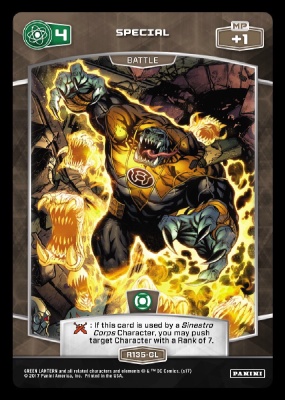 4
SPECIAL
MP
+1
BATTLE
: If this card is used by a Sinestro
Corps Character, you may push
target Character with a Rank of 7.
A135-GL
GREEN LANTERN and all related characters and elements © & ™ DC Comics. (s17)
© 2017 Panini America, Inc. Printed in the USA.
PANINI